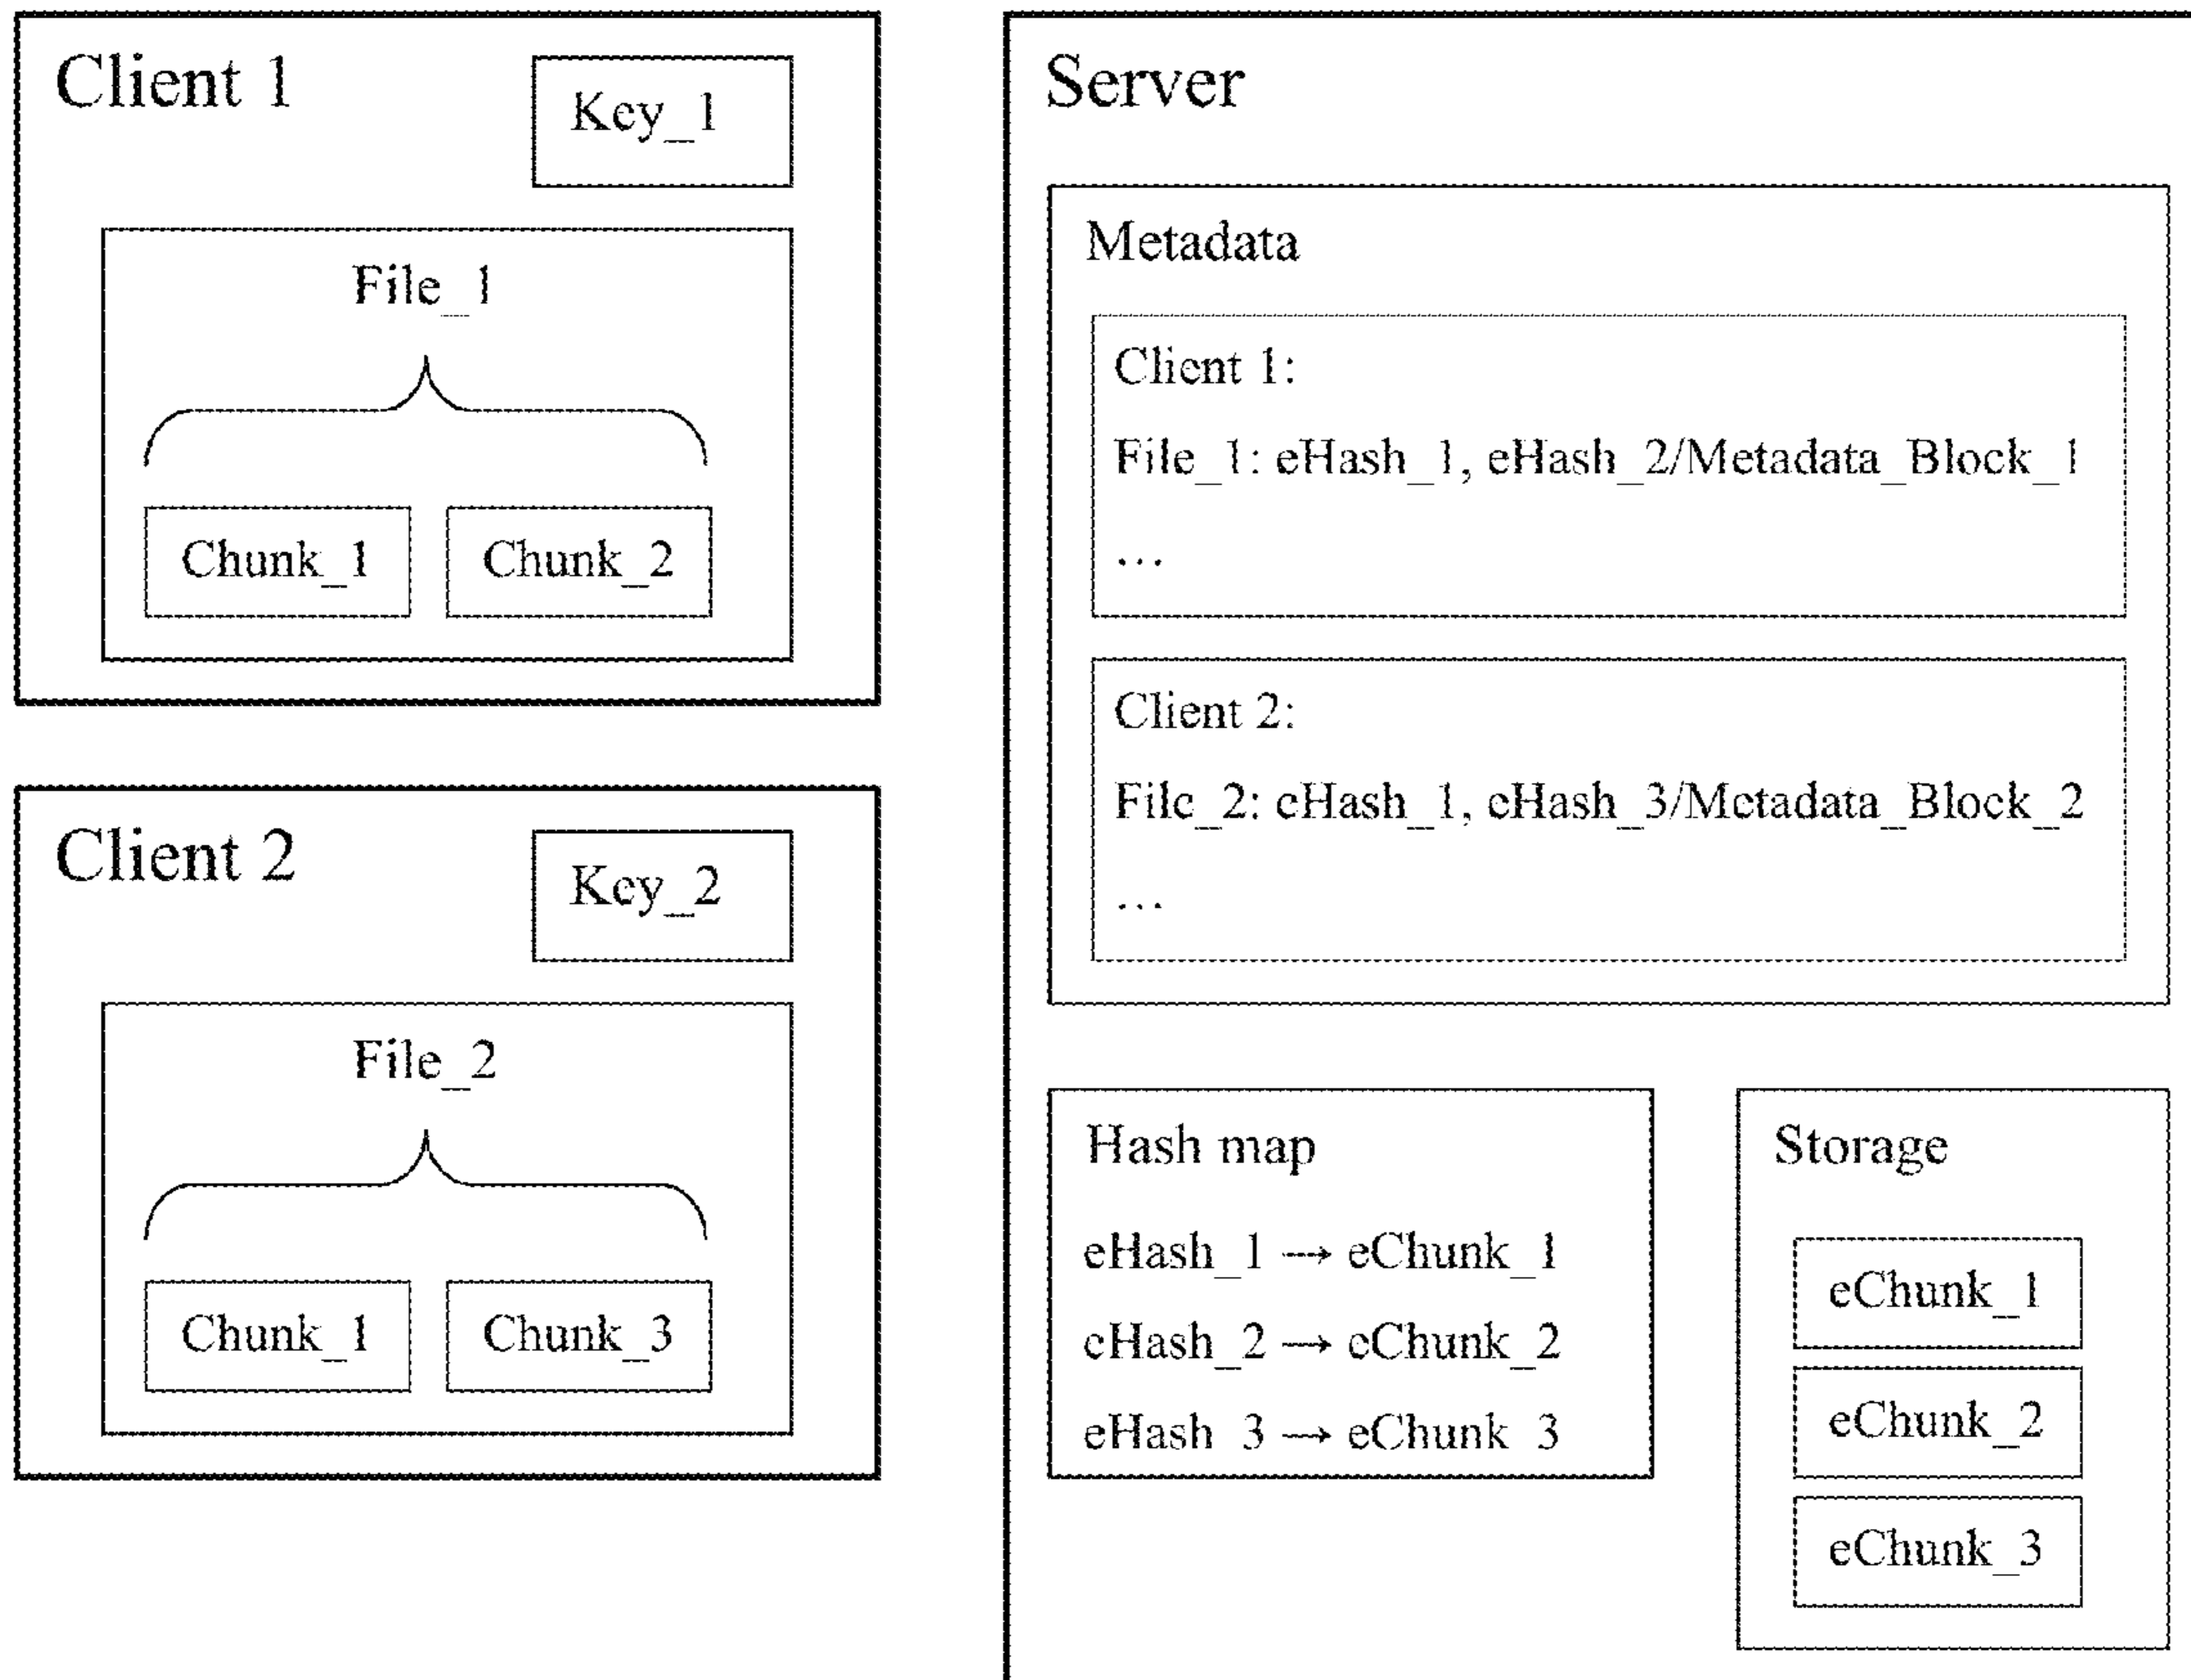 Client 1
Key_1
File_1
Chunk_1
Chunk_2
Client 2
Key_2
File_2
Chunk_1
Chunk_3
Server
Metadata
Client 1:
File_1: eHash_1, eHash_2/Metadata_Block_1
...
Client 2:
File_2: eHash_1, eHash_3/Metadata_Block_2
...
Hash map
eHash_1 → eChunk_1
eHash_2 → eChunk_2
eHash_3 → eChunk_3
Storage
eChunk_1
eChunk_2
eChunk_3